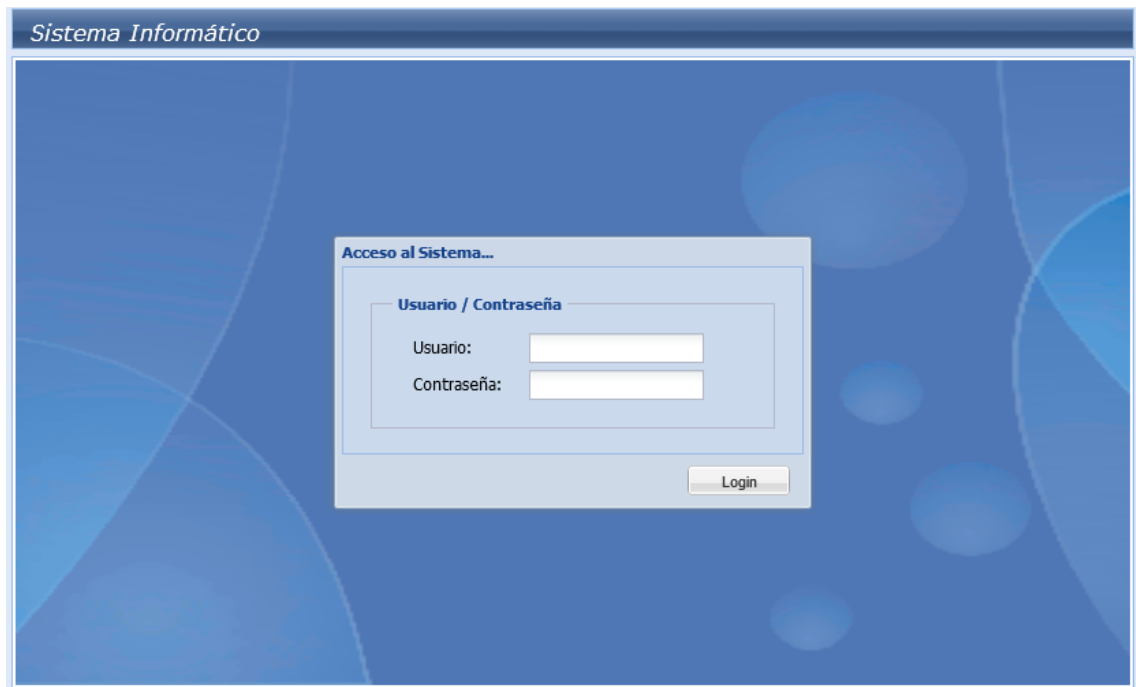 Sistema Informático
Acceso al Sistema...
Usuario / Contraseña
Usuario:
Contraseña:
Login